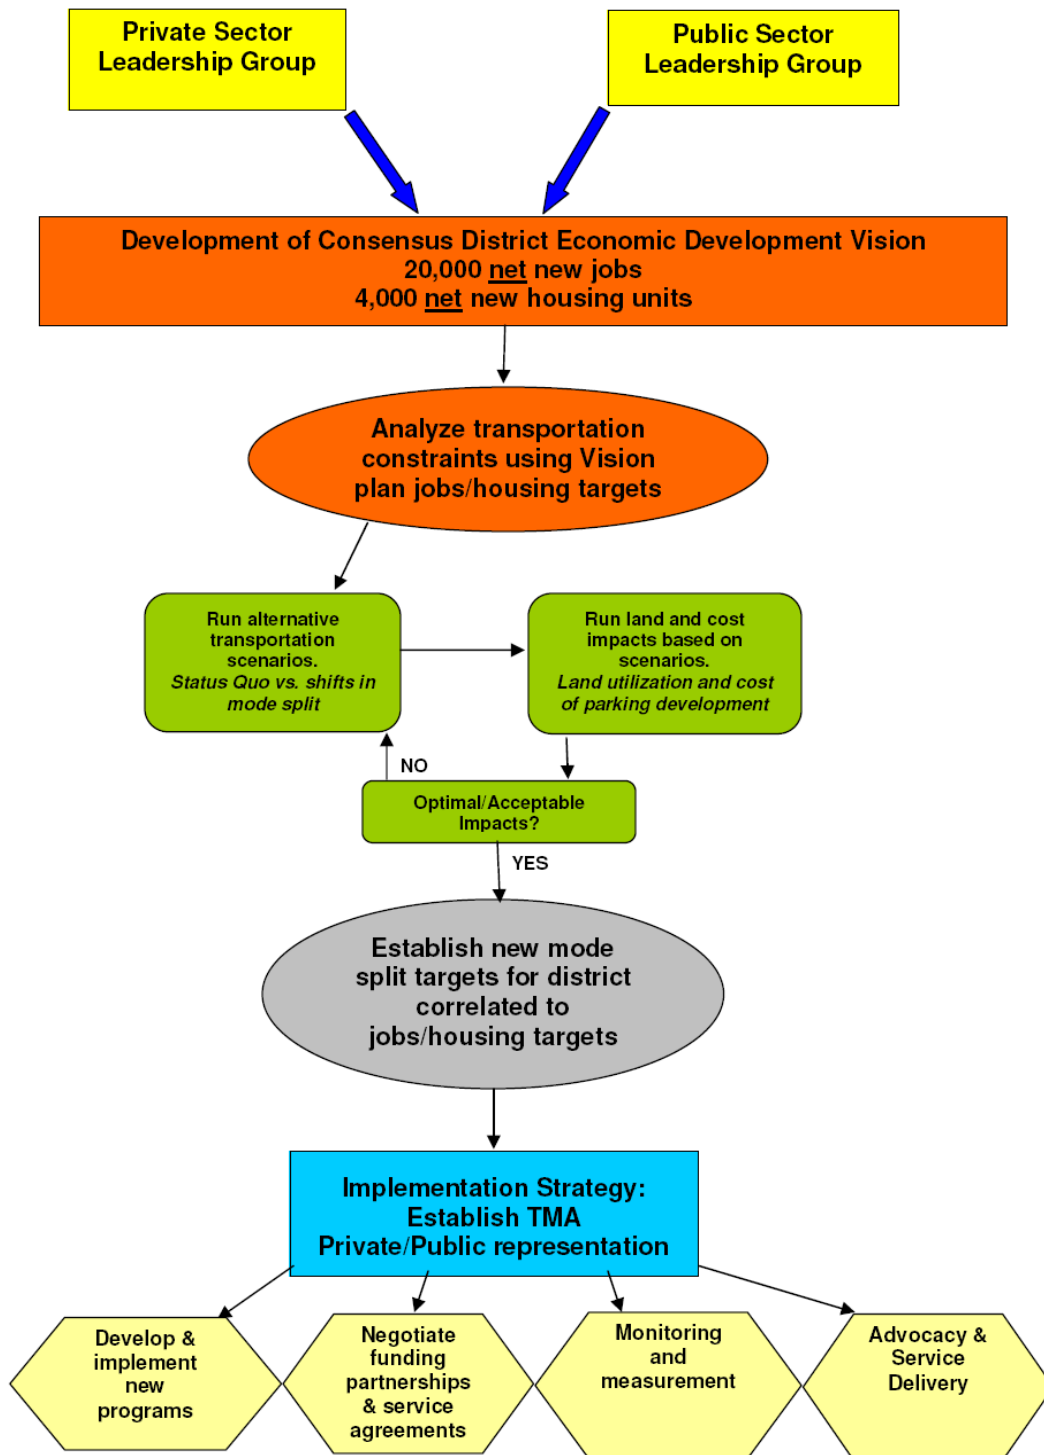 Private Sector
Leadership Group
Public Sector
Leadership Group
Development of Consensus District Economic Development Vision
20,000 net new jobs
4,000 net new housing units
Analyze transportation
constraints using Vision
plan jobs/housing targets
Run alternative
transportation
scenarios.
Status Quo vs. shifts in
mode split
Run land and cost
impacts based on
scenarios.
Land utilization and cost
of parking development
NO
Optimal/Acceptable
Impacts?
YES
Establish new mode
split targets for district
correlated to
jobs/housing targets
Implementation Strategy:
Establish TMA
Private/Public representation
Develop &
implement
new
programs
Negotiate
funding
partnerships
& service
agreements
Monitoring
and
measurement
Advocacy &
Service
Delivery